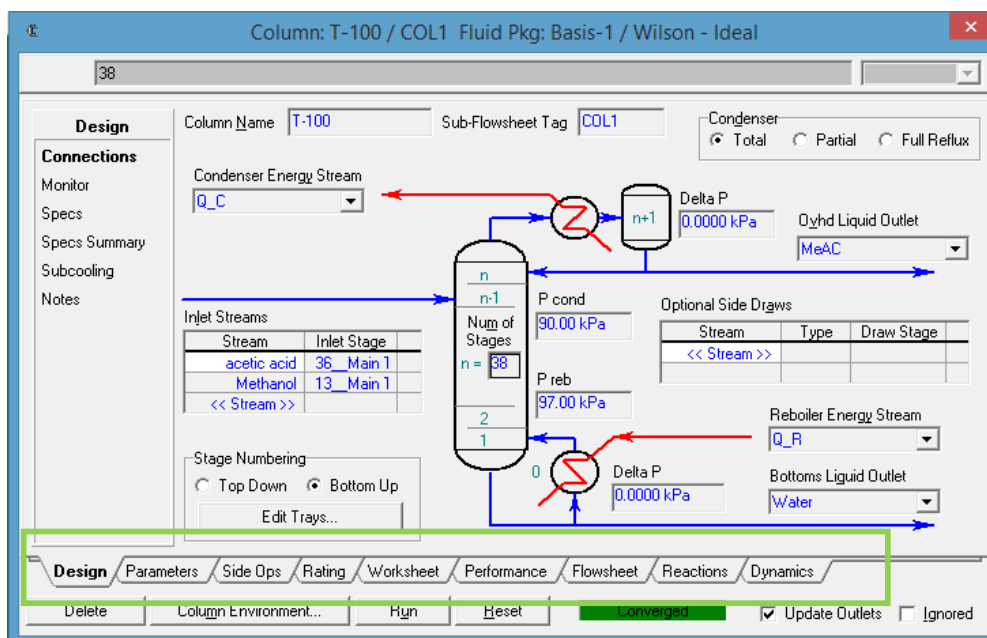 Column: T-100 / COL1 Fluid Pkg: Basis-1 / Wilson - Ideal
38
Design
Connections
Monitor
Specs
Specs Summary
Subcooling
Notes
Column Name T-100 Sub-Flowsheet Tag COL1
Condenser
Total Partial Full Reflux
Condenser Energy Stream
Q_C
n+1
Delta P
0.0000 kPa
Ovhd Liquid Outlet
MeAC
n
n-1
Num of
Stages
n = 38
2
1
P cond
90.00 kPa
P reb
97.00 kPa
Optional Side Draws
Stream Type Draw Stage
<< Stream >>
Inlet Streams
Stream Inlet Stage
acetic acid 36__Main 1
Methanol 13__Main 1
<< Stream >>
Reboiler Energy Stream
Q_R
0
Delta P
0.0000 kPa
Bottoms Liquid Outlet
Water
Stage Numbering
Top Down Bottom Up
Edit Trays...
Design Parameters Side Ops Rating Worksheet Performance Flowsheet Reactions Dynamics
Delete Column Environment... Run Reset Converged Update Outlets Ignored